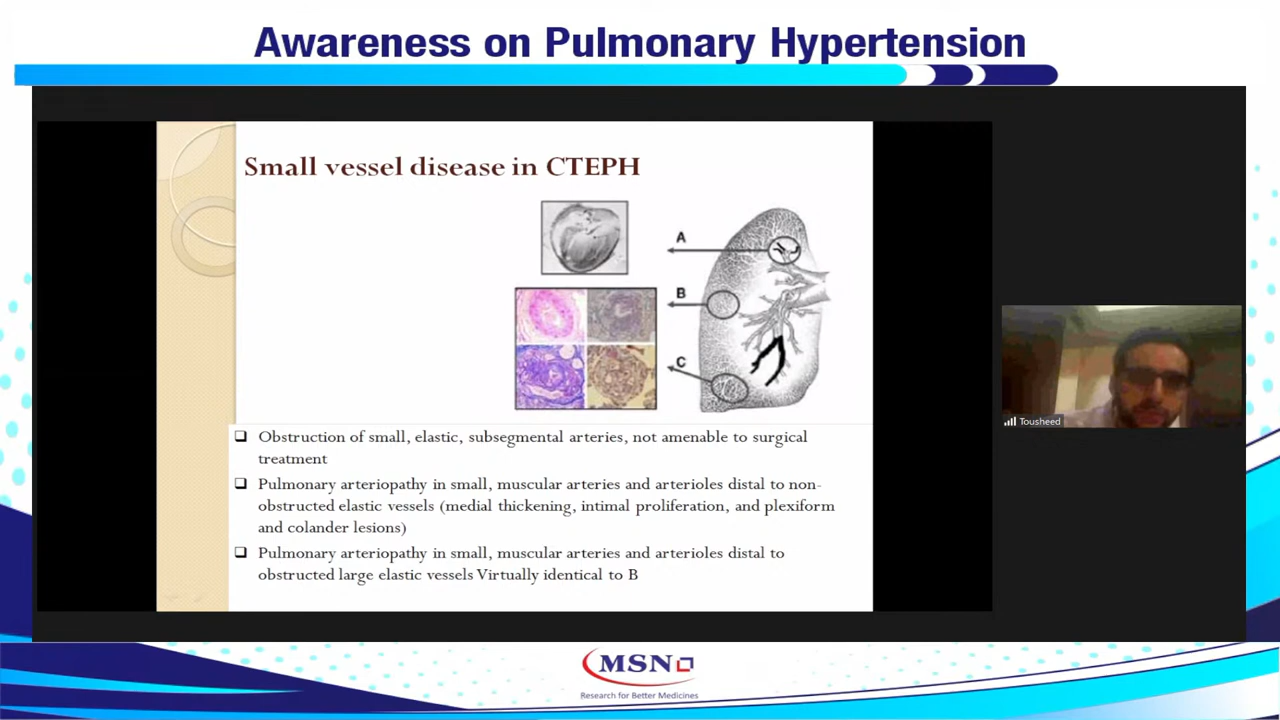 Awareness on Pulmonary Hypertension
Small vessel disease in CTEPH
A
B
C
Obstruction of small, elastic, subsegmental arteries, not amenable to surgical
treatment
Pulmonary arteriopathy in small, muscular arteries and arterioles distal to non-
obstructed elastic vessels (medial thickening, intimal proliferation, and plexiform
and colander lesions)
Pulmonary arteriopathy in small, muscular arteries and arterioles distal to
obstructed large elastic vessels Virtually identical to B
Tousheed
MSN
Research for Better Medicines